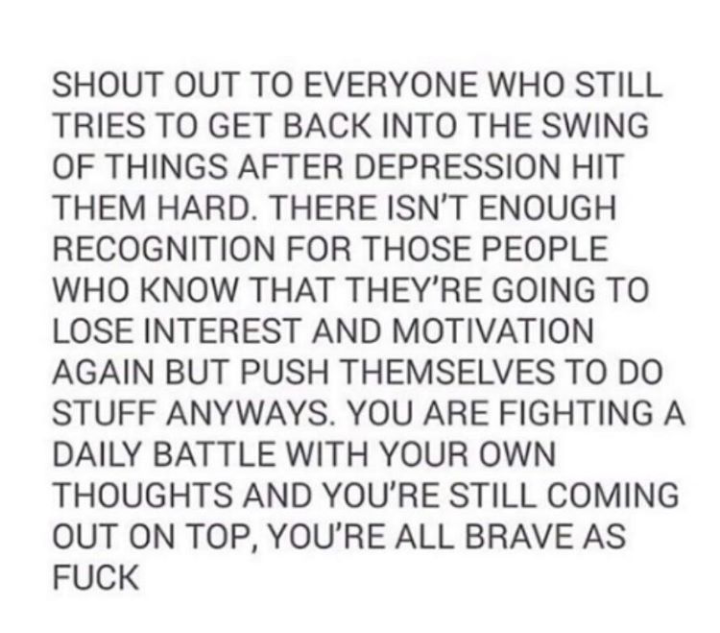 SHOUT OUT TO EVERYONE WHO STILL
TRIES TO GET BACK INTO THE SWING
OF THINGS AFTER DEPRESSION HIT
THEM HARD. THERE ISN'T ENOUGH
RECOGNITION FOR THOSE PEOPLE
WHO KNOW THAT THEY'RE GOING TO
LOSE INTEREST AND MOTIVATION
AGAIN BUT PUSH THEMSELVES TO DO
STUFF ANYWAYS. YOU ARE FIGHTING A
DAILY BATTLE WITH YOUR OWN
THOUGHTS AND YOU'RE STILL COMING
OUT ON TOP, YOU'RE ALL BRAVE AS
FUCK